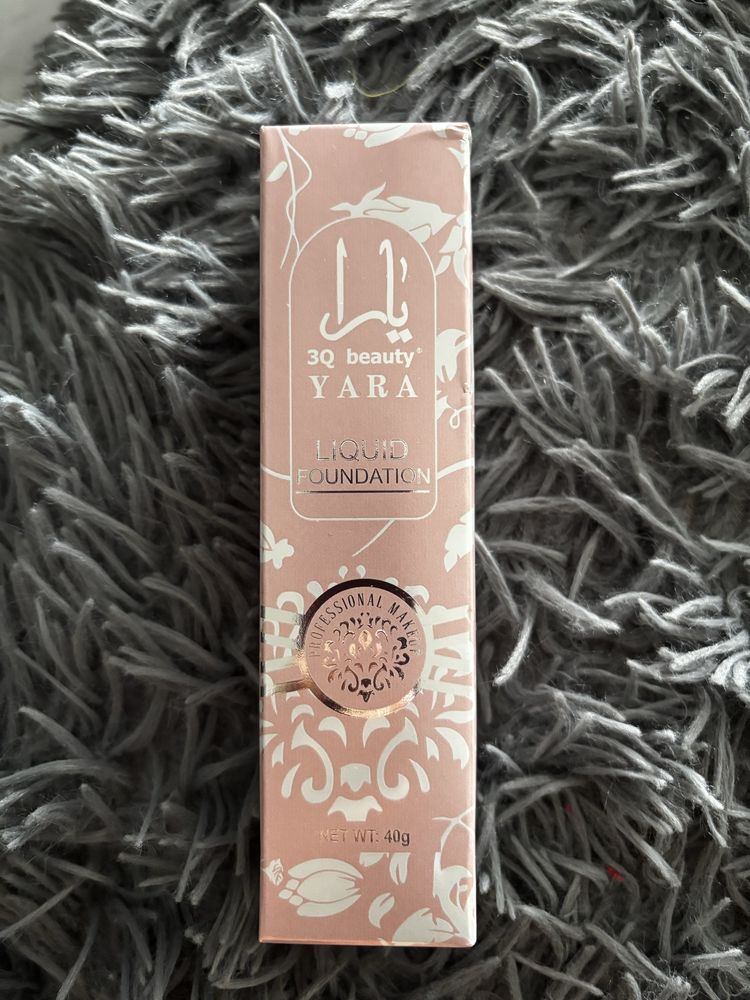 يارا
3Q beauty®
YARA
LIQUID
FOUNDATION
PROFESSIONAL MAKEUP
NET WT: 40g